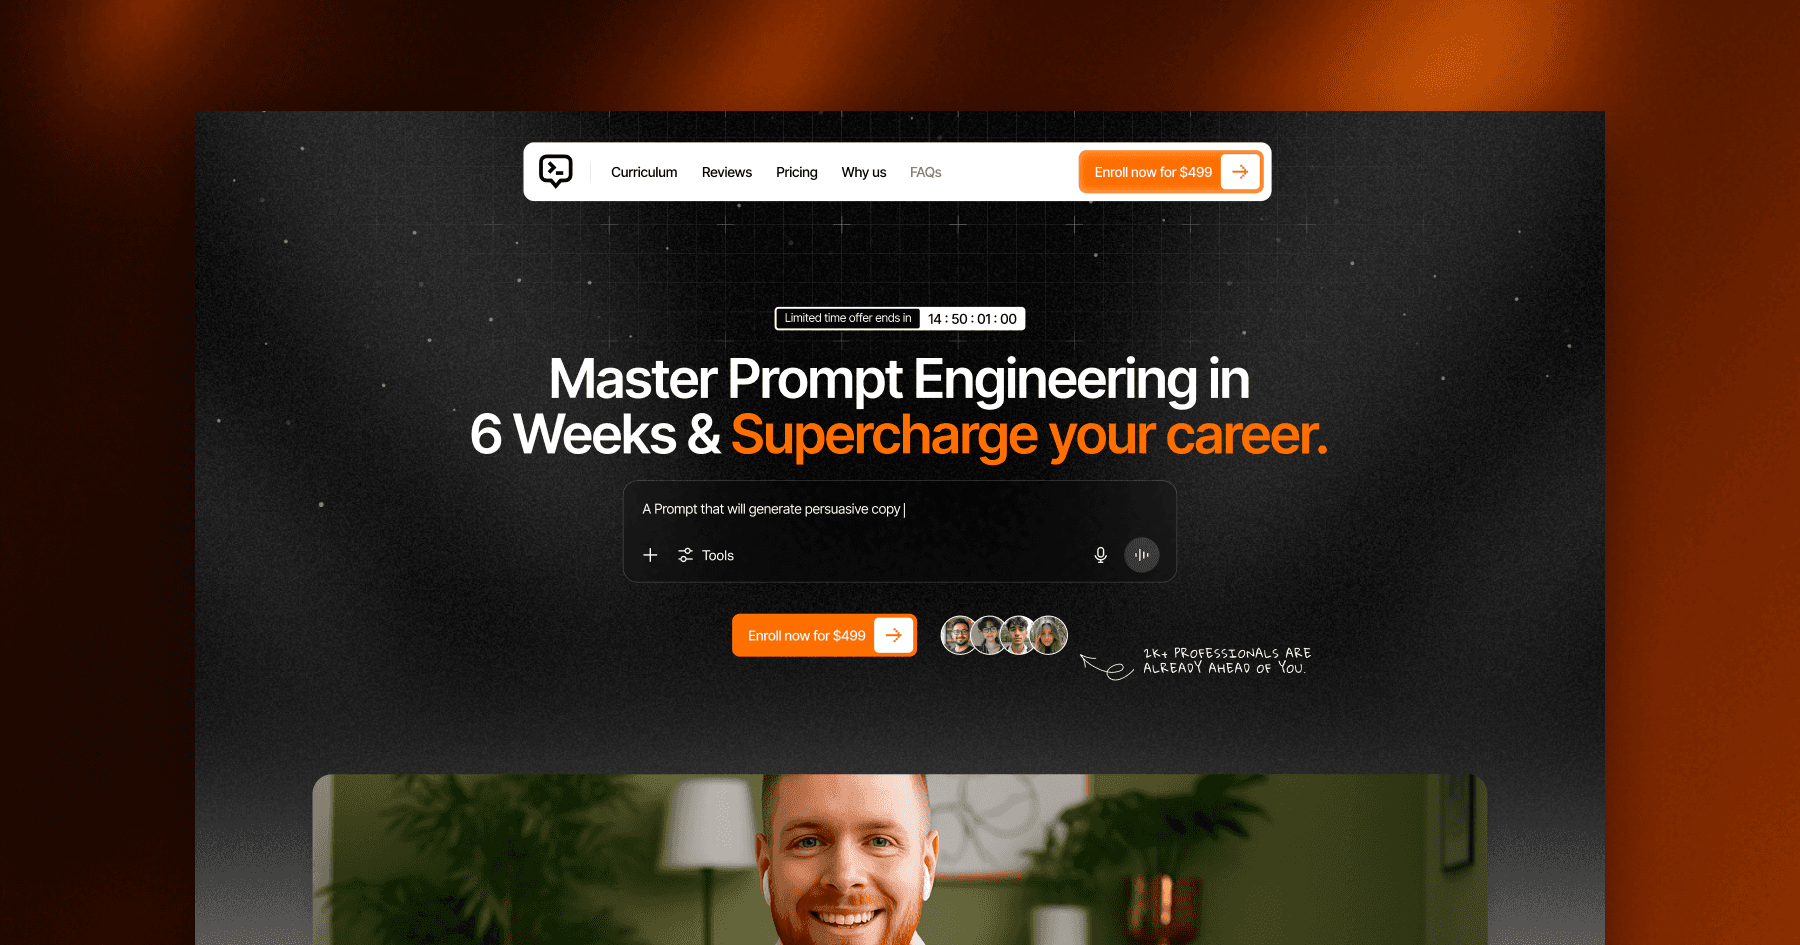 Curriculum Reviews Pricing Why us FAQs Enroll now for $499
Limited time offer ends in 14 : 50 : 01 : 00
Master Prompt Engineering in
6 Weeks & Supercharge your career.
A Prompt that will generate persuasive copy
Tools
Enroll now for $499
2K+ PROFESSIONALS ARE
ALREADY AHEAD OF YOU.